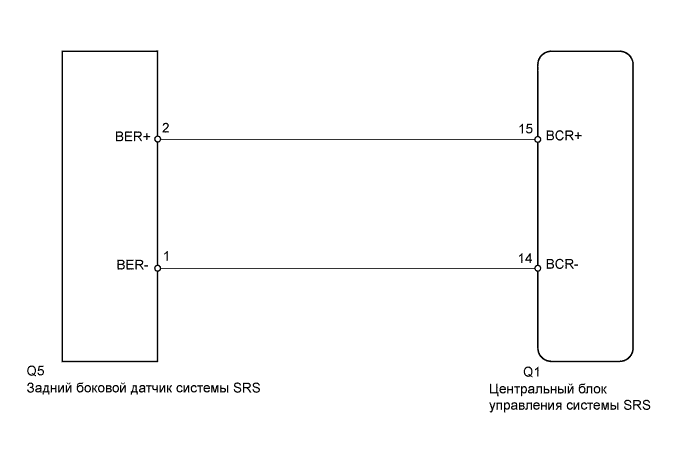 BER+ 2 15 BCR+
BER- 1 14 BCR-
Q5 Q1
Задний боковой датчик системы SRS
Центральный блок
управления системы SRS